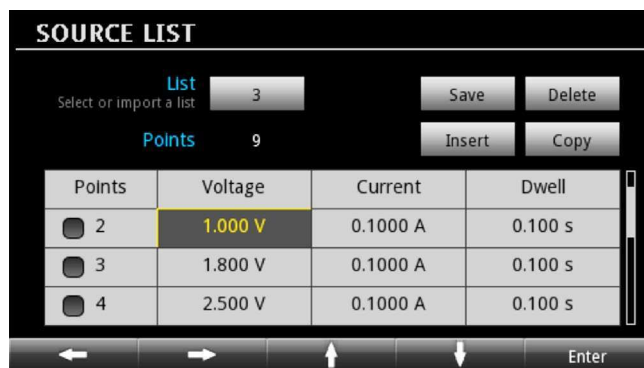 SOURCE LIST
List 3 Save Delete
Select or import a list
Points 9 Insert Copy
Points Voltage Current Dwell
2 1.000 V 0.1000 A 0.100 s
3 1.800 V 0.1000 A 0.100 s
4 2.500 V 0.1000 A 0.100 s
Enter